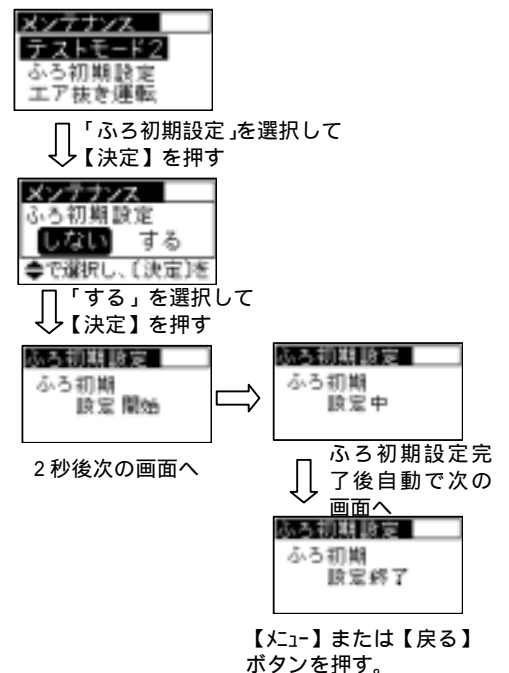 メンテナンス
テストモード2
ふろ初期設定
エア抜き運転
「ふろ初期設定」を選択して
【決定】を押す
メンテナンス
ふろ初期設定
しない する
◆で選択し、[決定]を
「する」を選択して
【決定】を押す
ふろ初期設定
ふろ初期
設定開始
2秒後次の画面へ
ふろ初期設定
ふろ初期
設定中
ふろ初期設定完
了後自動で次の
画面へ
ふろ初期設定
ふろ初期
設定終了
【メニュー】または【戻る】
ボタンを押す。